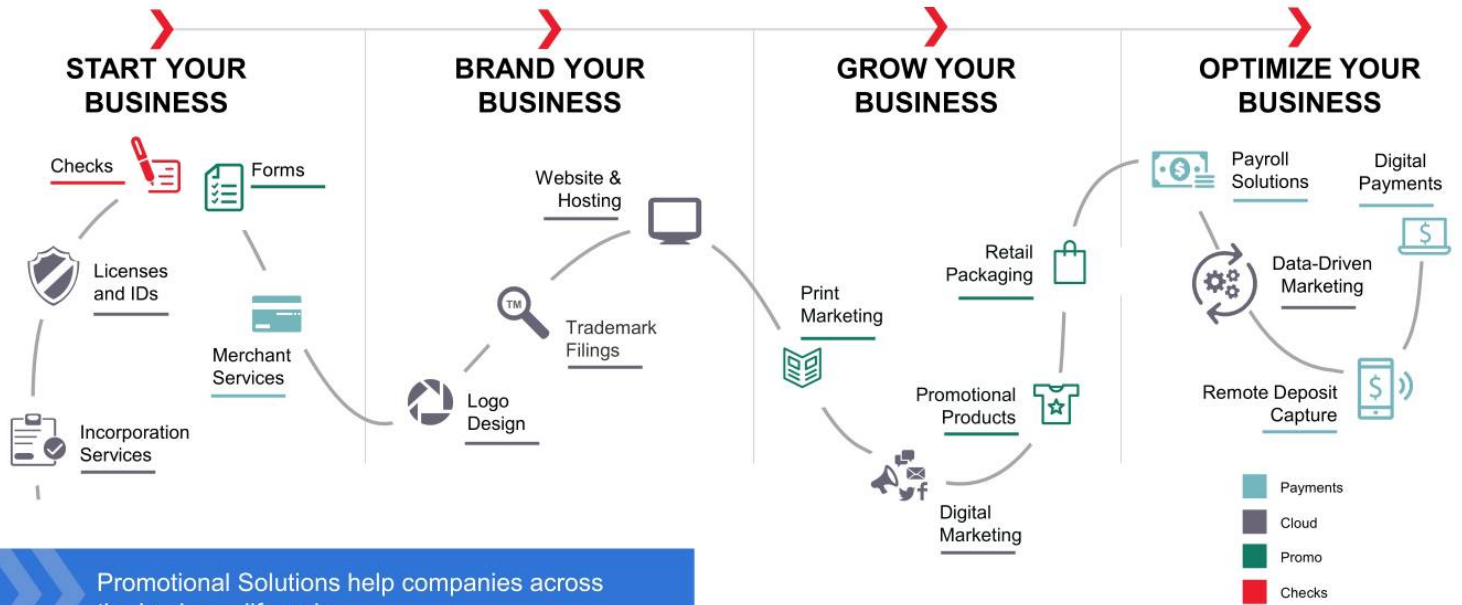 START YOUR
BUSINESS
BRAND YOUR
BUSINESS
GROW YOUR
BUSINESS
OPTIMIZE YOUR
BUSINESS
Checks
Forms
Licenses
and IDs
Merchant
Services
Incorporation
Services
Website &
Hosting
TM
Trademark
Filings
Logo
Design
Print
Marketing
Retail
Packaging
Promotional
Products
Digital
Marketing
Payroll
Solutions
Digital
Payments
$
$
Data-Driven
Marketing
Remote Deposit
Capture
$
Payments
Cloud
Promo
Checks
Promotional Solutions help companies across